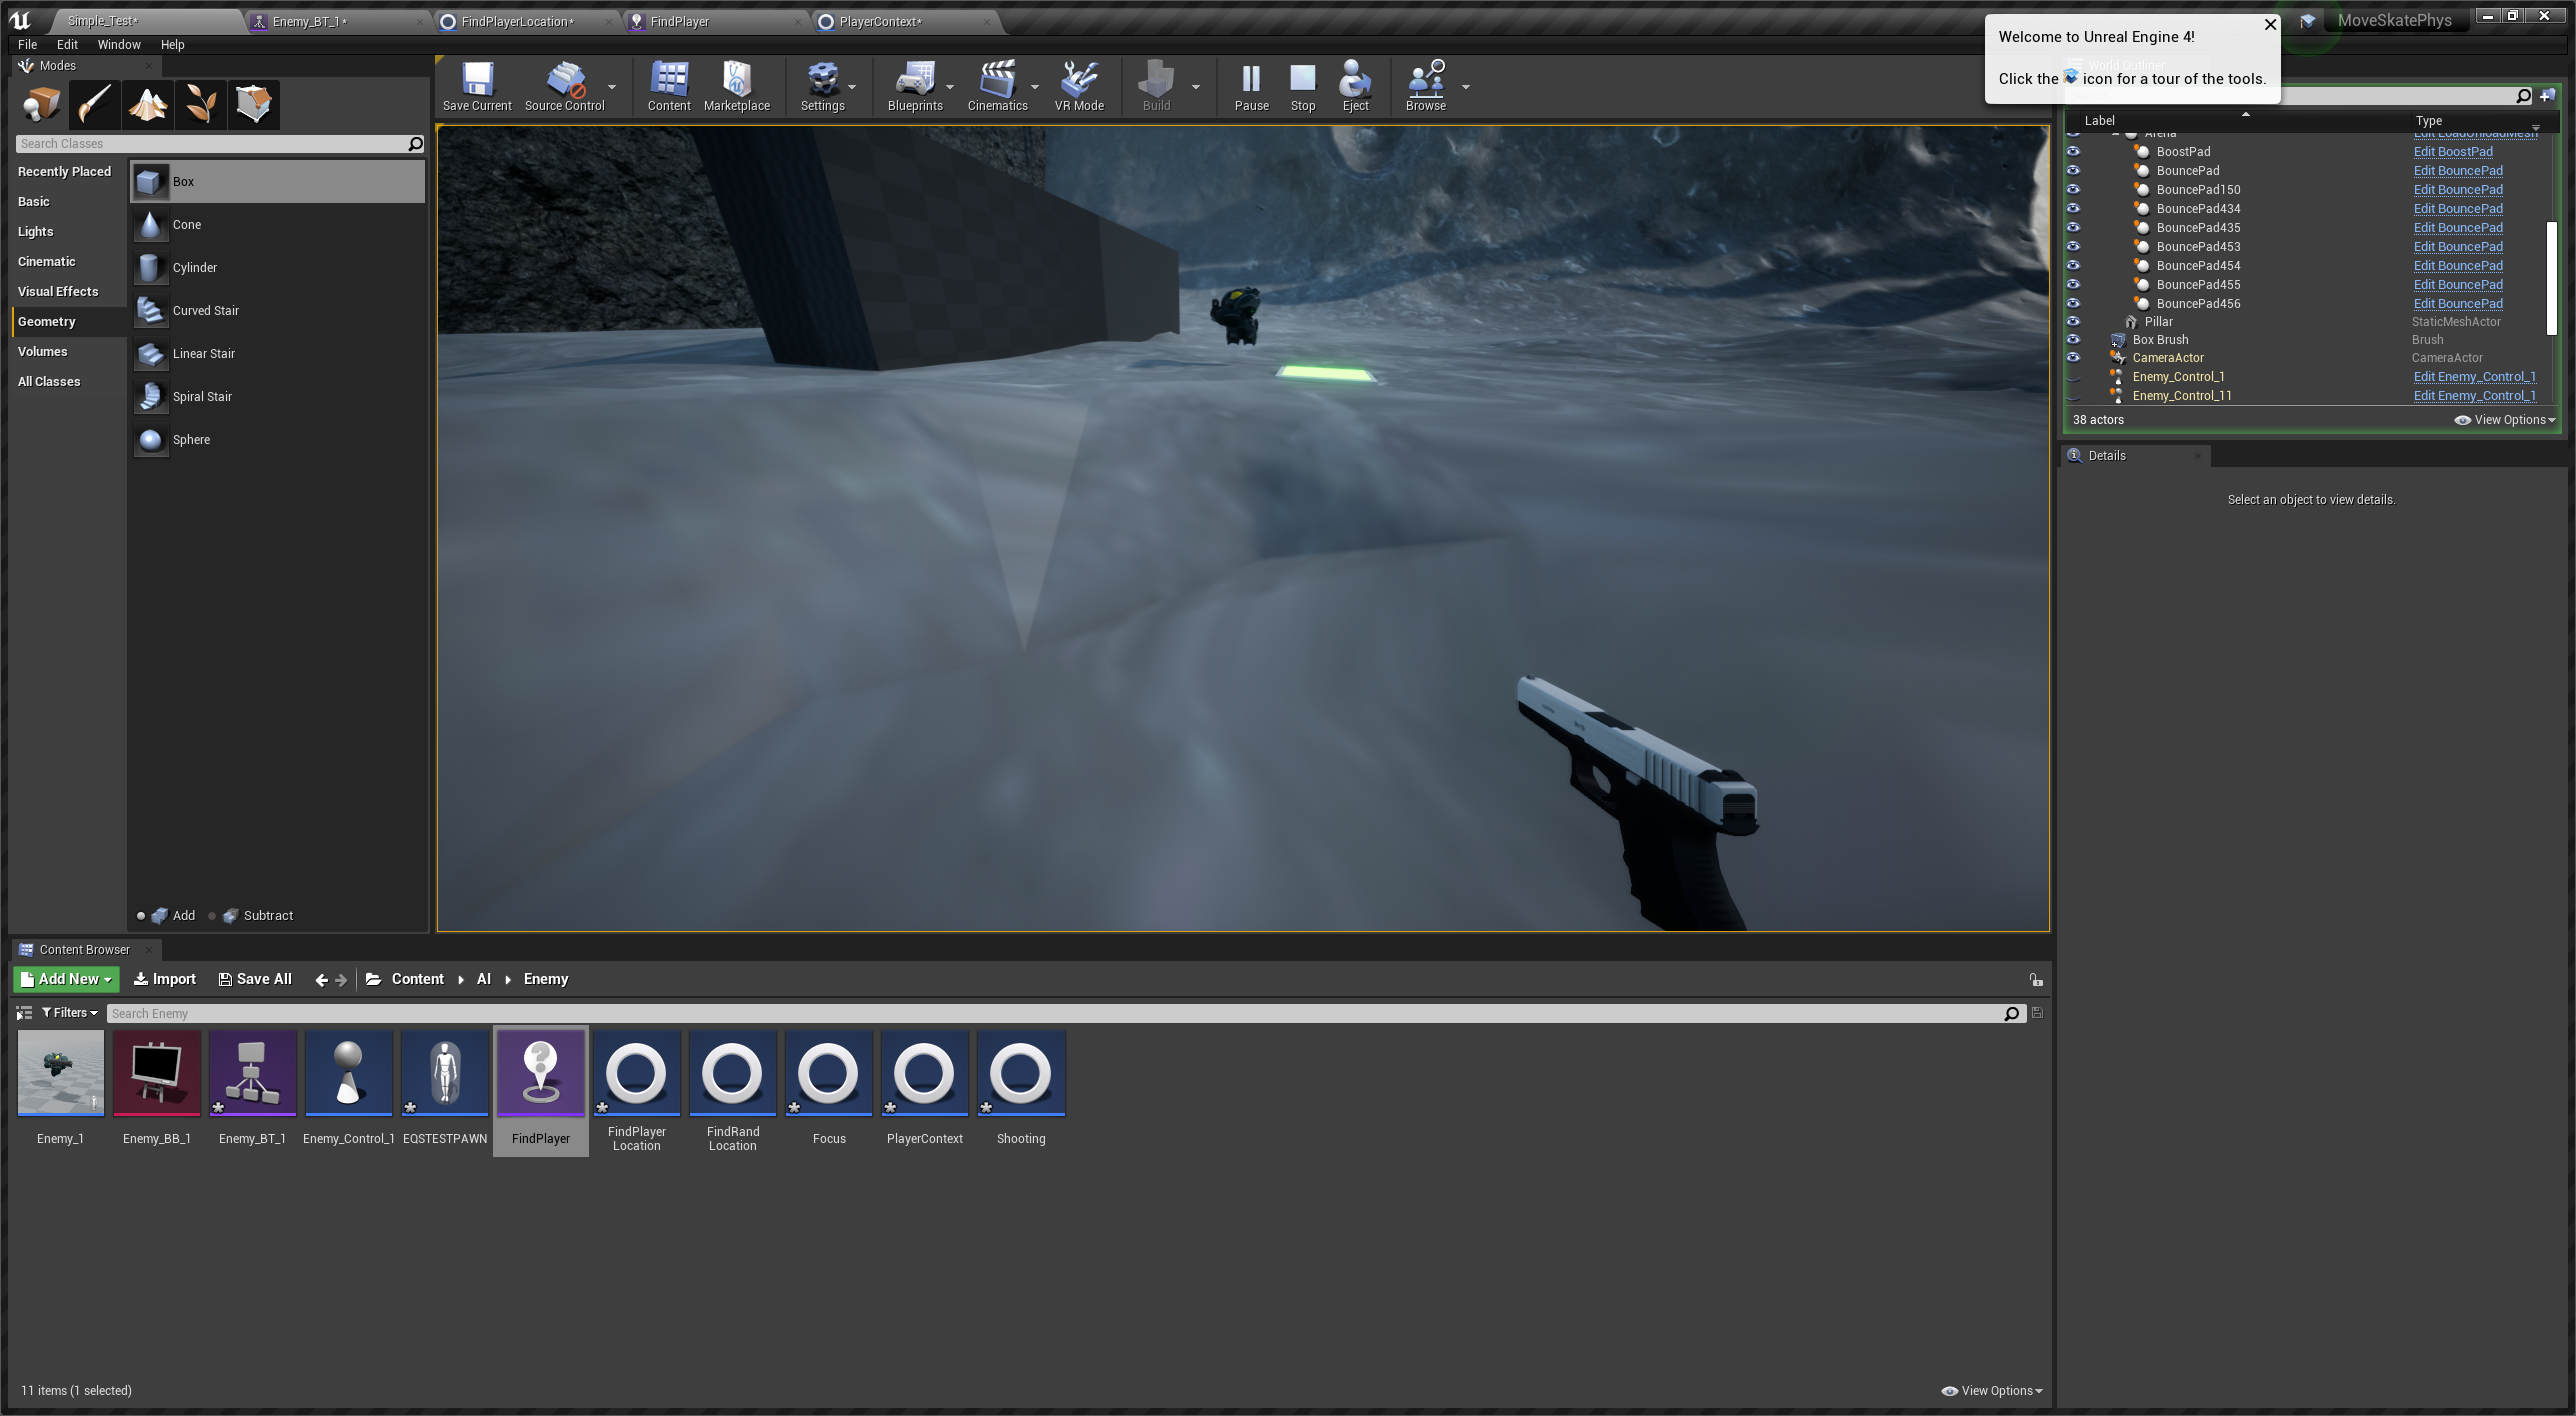 Simple_Test*
Enemy_BT_1*
FindPlayerLocation*
FindPlayer
PlayerContext*
MoveSkatePhys
File Edit Window Help
Welcome to Unreal Engine 4!
Click the icon for a tour of the tools.
Modes
World Outliner
Save Current
Source Control
Content
Marketplace
Settings
Blueprints
Cinematics
VR Mode
Build
Pause
Stop
Eject
Browse
Search Classes
Recently Placed
Basic
Lights
Cinematic
Visual Effects
Geometry
Volumes
All Classes
Box
Cone
Cylinder
Curved Stair
Linear Stair
Spiral Stair
Sphere
Add
Subtract
Label Type
Arena Edit LoadUnloadMesh
BoostPad Edit BoostPad
BouncePad Edit BouncePad
BouncePad150 Edit BouncePad
BouncePad434 Edit BouncePad
BouncePad435 Edit BouncePad
BouncePad453 Edit BouncePad
BouncePad454 Edit BouncePad
BouncePad455 Edit BouncePad
BouncePad456 Edit BouncePad
Pillar StaticMeshActor
Box Brush Brush
CameraActor CameraActor
Enemy_Control_1 Edit Enemy_Control_1
Enemy_Control_11 Edit Enemy_Control_1
38 actors View Options
Details
Select an object to view details.
Content Browser
Add New Import Save All Content AI Enemy
Filters Search Enemy
Enemy_1
Enemy_BB_1
Enemy_BT_1
Enemy_Control_1
EQSTESTPAWN
FindPlayer
FindPlayer
Location
FindRand
Location
Focus
PlayerContext
Shooting
11 items (1 selected) View Options